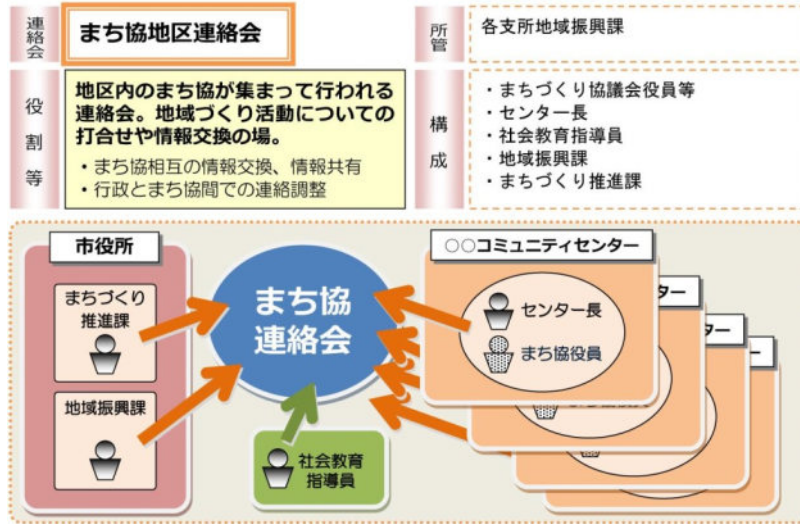 連絡会
まち協地区連絡会
所管
各支所地域振興課
役割等
地区内のまち協が集まって行われる
連絡会。地域づくり活動についての
打合せや情報交換の場。
・まち協相互の情報交換、情報共有
・行政とまち協間での連絡調整
構成
・まちづくり協議会役員等
・センター長
・社会教育指導員
・地域振興課
・まちづくり推進課
市役所
まちづくり
推進課
地域振興課
まち協
連絡会
社会教育
指導員
○○コミュニティセンター
センター長
まち協役員
ター
ター
ー